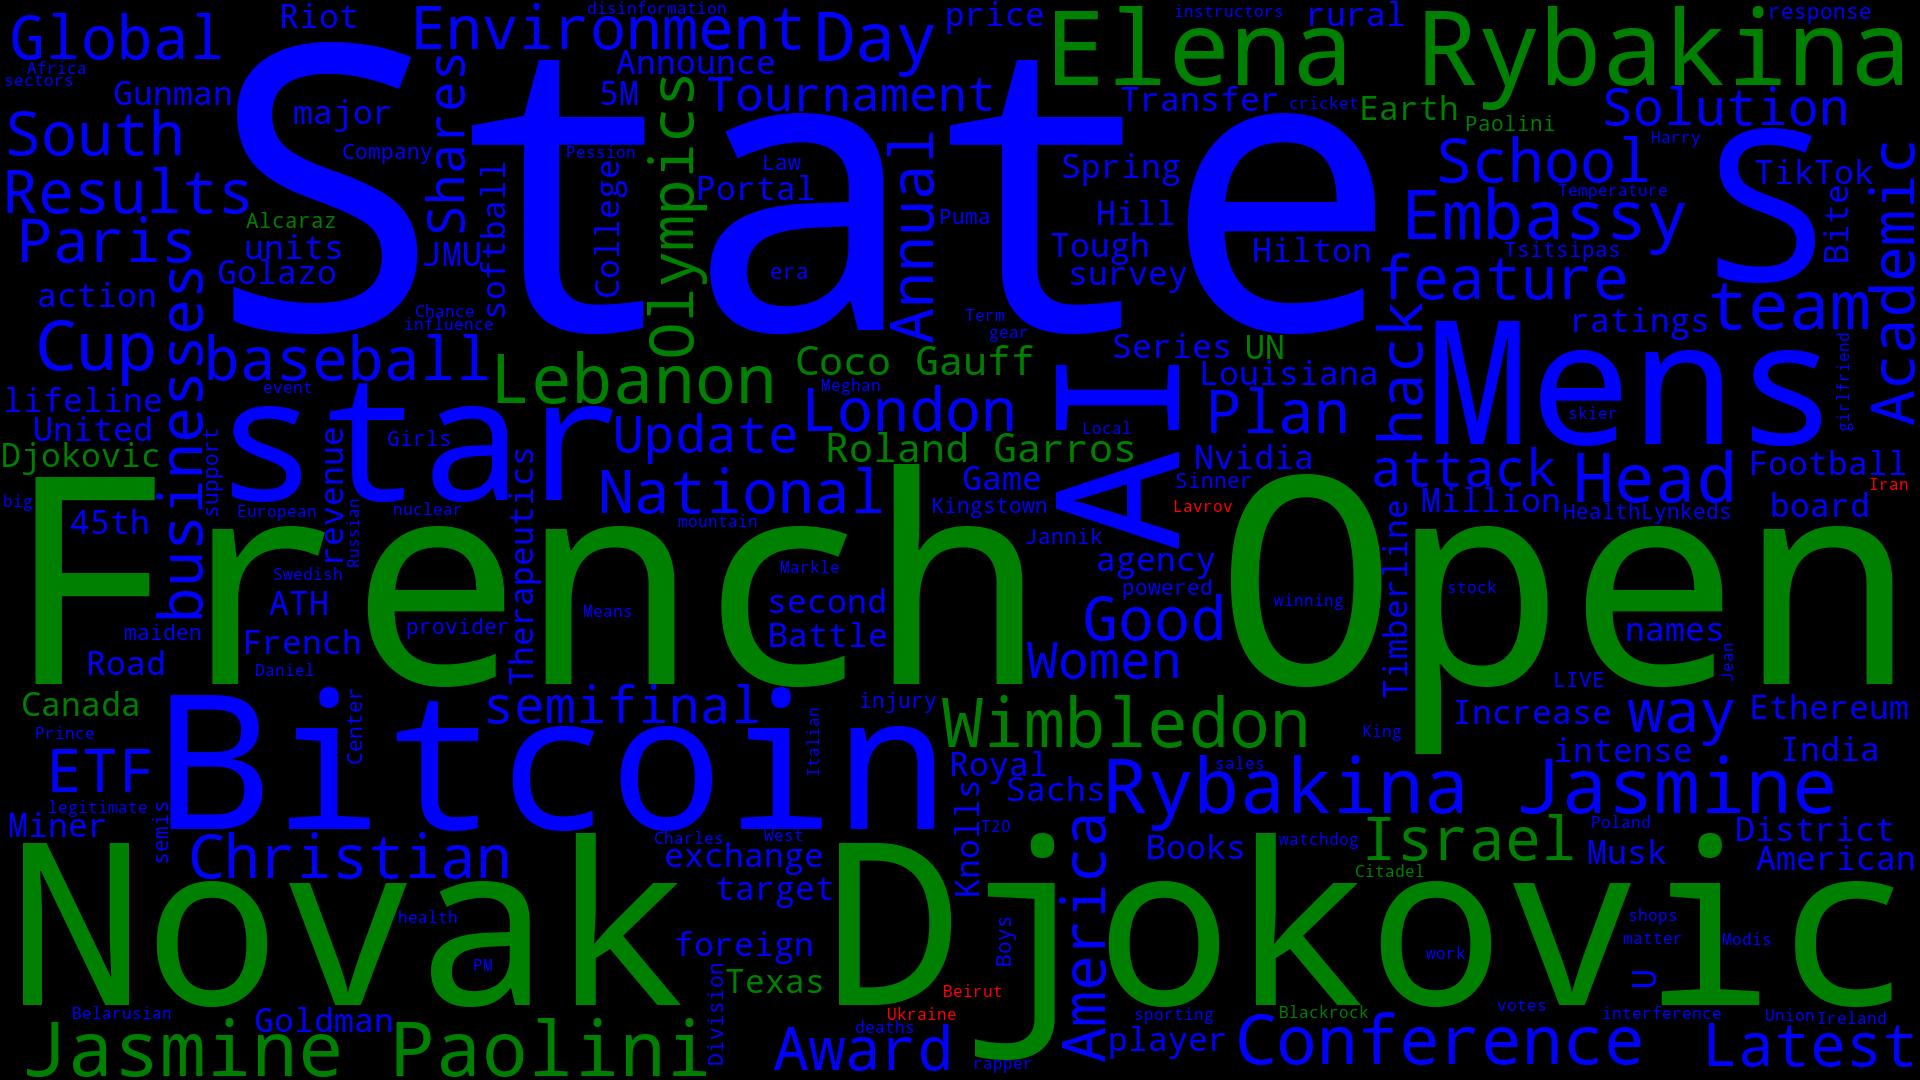 Riot
disinformation
price
instructors
rural
response
Global
Environment
Day
Elena Rybakina
Africa
sectors
Announce
Gunman
major
5M
Tournament
Transfer
cricket
Earth
Paolini
Solution
South
State
Company
Shares
Pession
Law
Spring
School
Harry
S
TikTok
Results
softball
College
Olympics
Portal
Annual
Puma
Hill
Embassy
Temperature
Bite
Academic
Alcaraz
Paris
units
JMU
Golazo
era
Tough
survey
Hilton
Tsitsipas
feature
team
action
Chance
influence
Term
gear
ratings
Cup
businesses
baseball
Lebanon
Coco Gauff
Series
UN
hack
Mens
girlfriend
event
Meghan
Louisiana
lifeline
star
London
AI
Plan
skier
United
Girls
Update
Local
Djokovic
support
revenue
Roland Garros
Nvidia
attack
Head
Football
big
National
Game
Sinner
Iran
45th
European
nuclear
Kingstown
Lavrov
Million
HealthLynkeds
board
French Open
Russian
mountain
Jannik
Swedish
Therapeutics
Markle
agency
powered
Timberline
stock
ATH
Means
second
winning
maiden
French
provider
Battle
Good
names
Road
Daniel
Women
Jean
Canada
Bitcoin
Center
semifinal
injury
Wimbledon
LIVE
Increase
way
Ethereum
Prince
Italian
King
intense
India
ETF
Royal
sales
legitimate
Sachs
Rybakina Jasmine
Miner
semis
Knolls
T20
Christian
Charles
West
exchange
America
Books
watchdog
Israel
Poland
Musk
District
American
Novak Djokovic
target
Citadel
health
foreign
Boys
shops
matter
Modis
PM
Texas
work
U
Beirut
Belarusian
Goldman
Division
Ukraine
sporting
Blackrock
votes
interference
Union
Ireland
Jasmine Paolini
deaths
Award
rapper
player
Conference
Latest